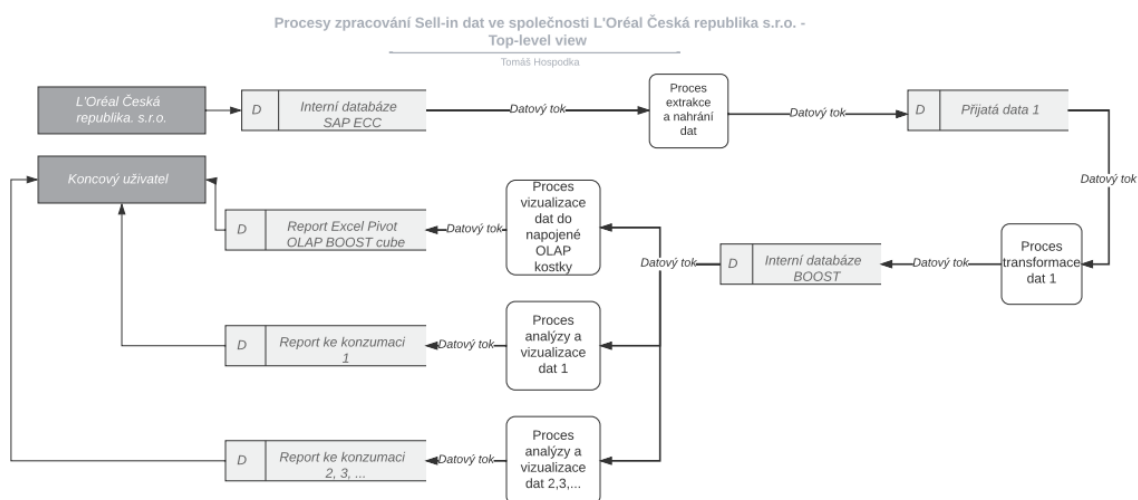 Procesy zpracování Sell-in dat ve společnosti L'Oréal Česká republika s.r.o. -
Top-level view
Tomáš Hospodka
L'Oréal Česká
republika. s.r.o.
D
Interní databáze
SAP ECC
Datový tok
Proces
extrakce
a nahrání
dat
Datový tok
D
Přijatá data 1
Datový tok
Koncový uživatel
D
Report Excel Pivot
OLAP BOOST cube
Datový tok
Proces
vizualizace
dat do
napojené
OLAP
kostky
Datový tok
D
Interní databáze
BOOST
Datový tok
Proces
transformace
dat 1
D
Report ke konzumaci
1
Datový tok
Proces
analýzy a
vizualizace
dat 1
D
Report ke konzumaci
2, 3, ...
Datový tok
Proces
analýzy a
vizualizace
dat 2,3,...